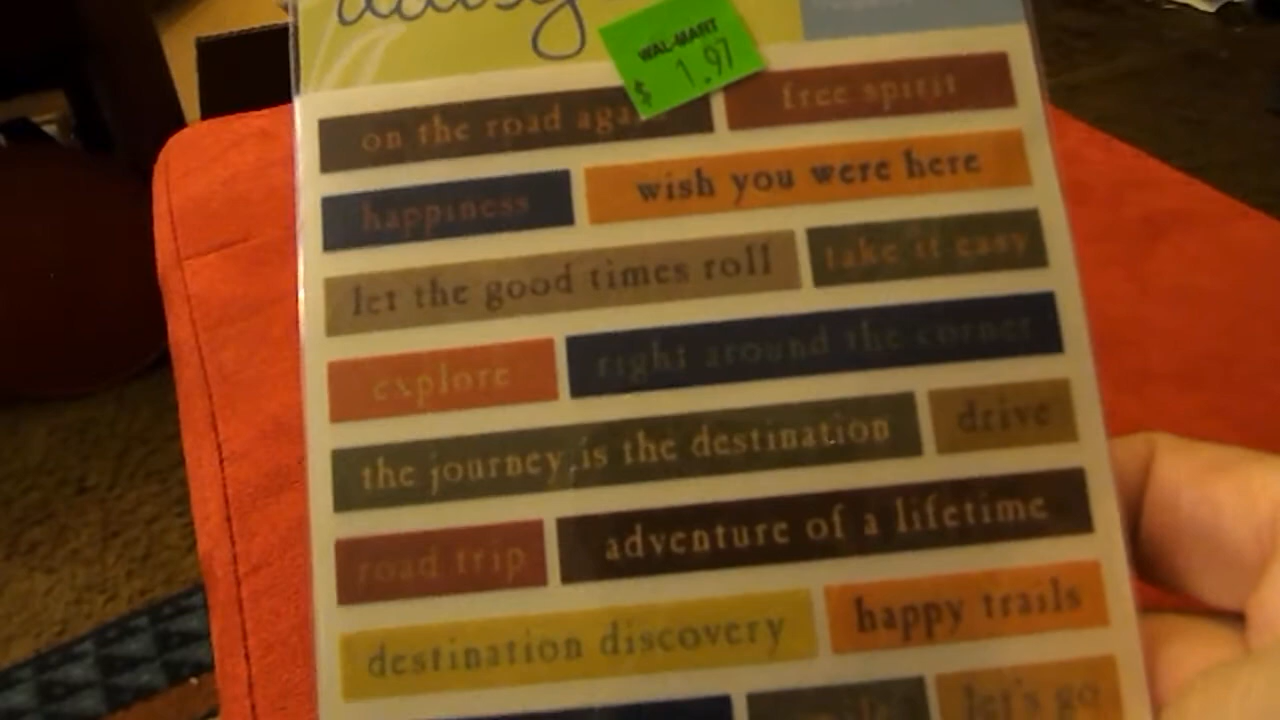 WAL-MART
$ 1.97
on the road aga
free spirit
happiness
wish you were here
let the good times roll
take it easy
explore
right around the corner
the journey is the destination
drive
road trip
adventure of a lifetime
destination discovery
happy trails
let's go